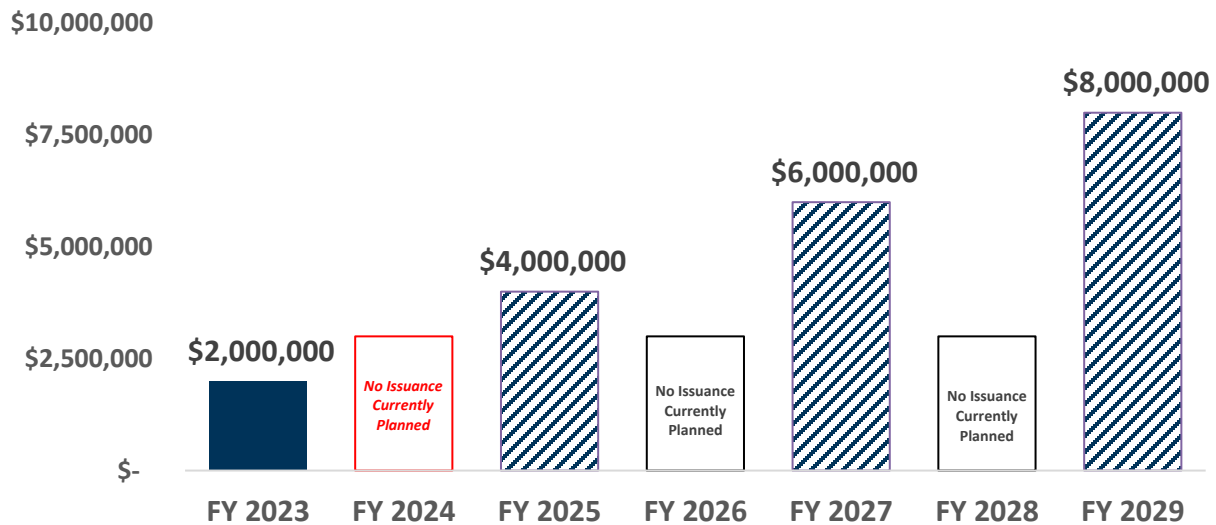 $10,000,000
$8,000,000
$7,500,000
$6,000,000
$5,000,000
$4,000,000
$2,500,000
$2,000,000
No Issuance
Currently
Planned
No Issuance
Currently
Planned
No Issuance
Currently
Planned
$-
FY 2023 FY 2024 FY 2025 FY 2026 FY 2027 FY 2028 FY 2029